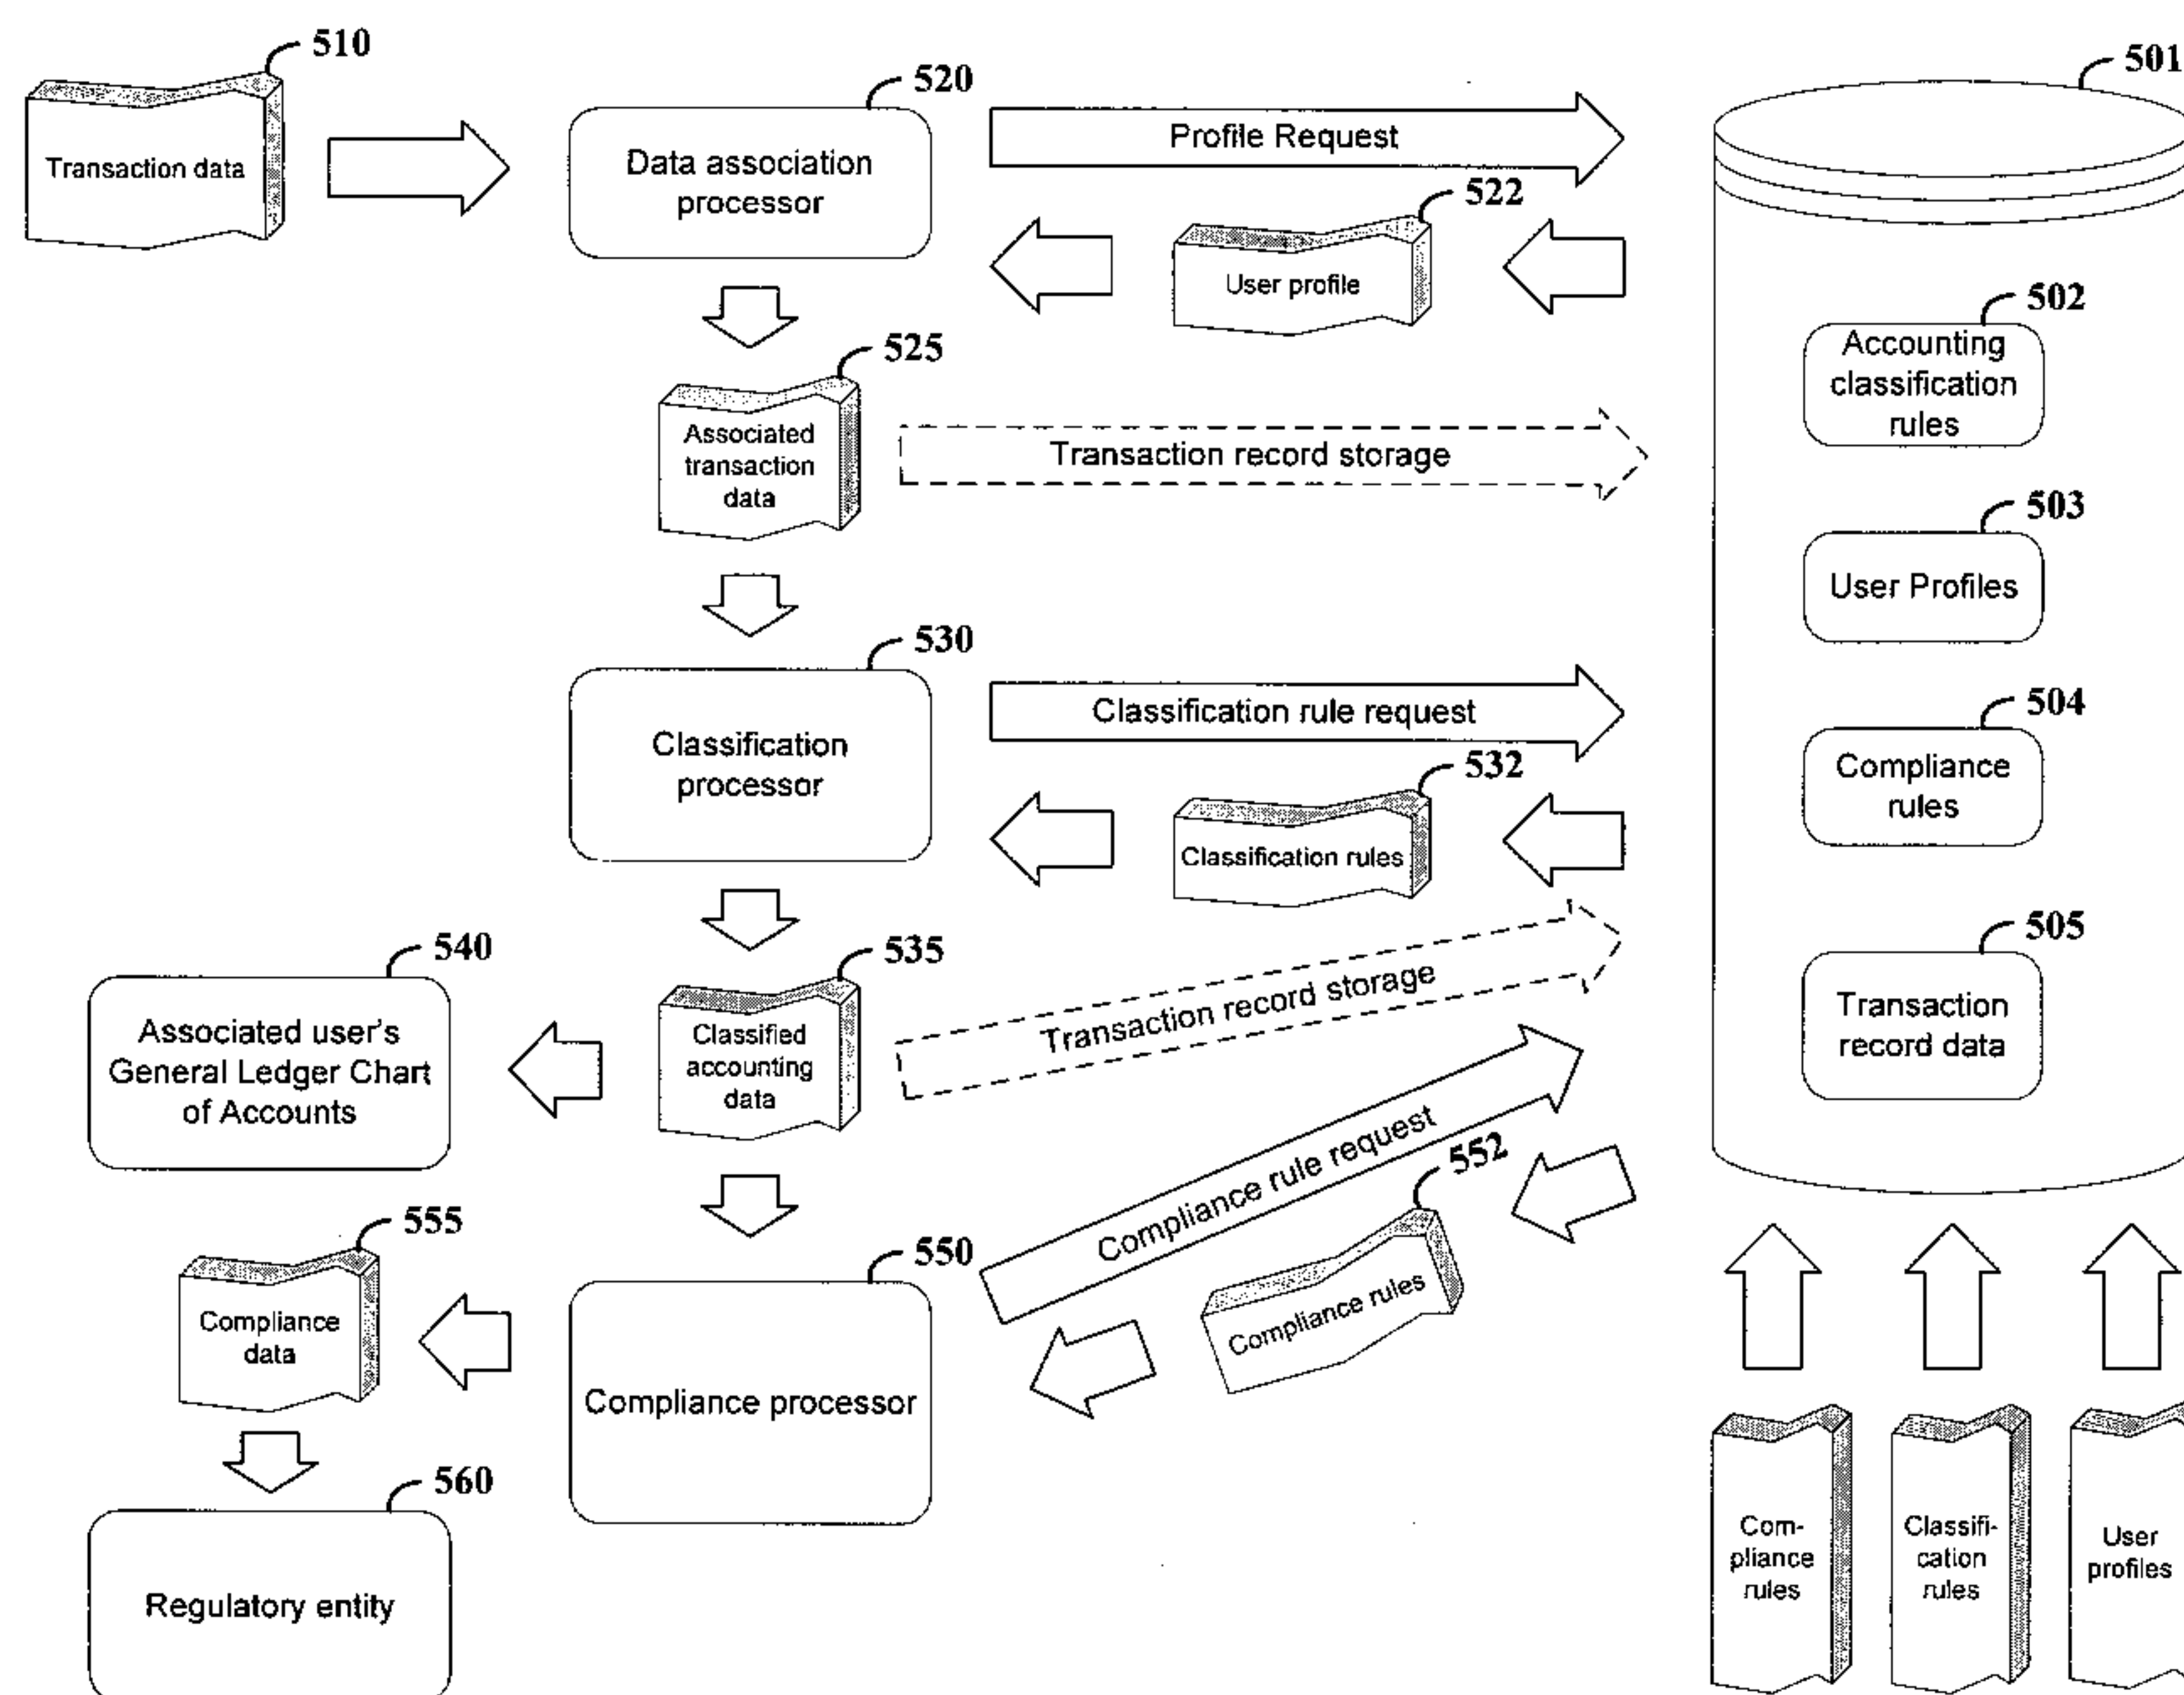 510
Transaction data
520
Data association
processor
Profile Request
522
User profile
501
502
Accounting
classification
rules
525
Associated
transaction
data
Transaction record storage
503
User Profiles
530
Classification
processor
Classification rule request
532
Classification rules
504
Compliance
rules
540
Associated user's
General Ledger Chart
of Accounts
535
Classified
accounting
data
Transaction record storage
505
Transaction
record data
555
Compliance
data
550
Compliance processor
Compliance rule request
552
Compliance rules
560
Regulatory entity
Com-
pliance
rules
Classifi-
cation
rules
User
profiles